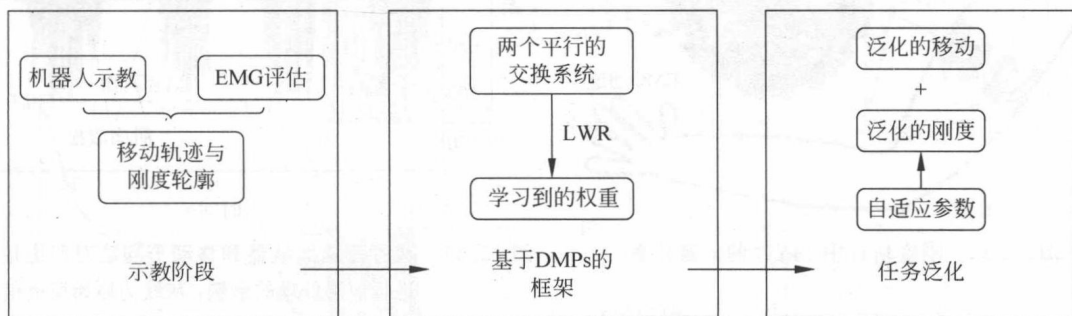 机器人示教
EMG评估
移动轨迹与
刚度轮廓
示教阶段
两个平行的
交换系统
LWR
学习到的权重
基于DMPs的
框架
泛化的移动
+
泛化的刚度
自适应参数
任务泛化